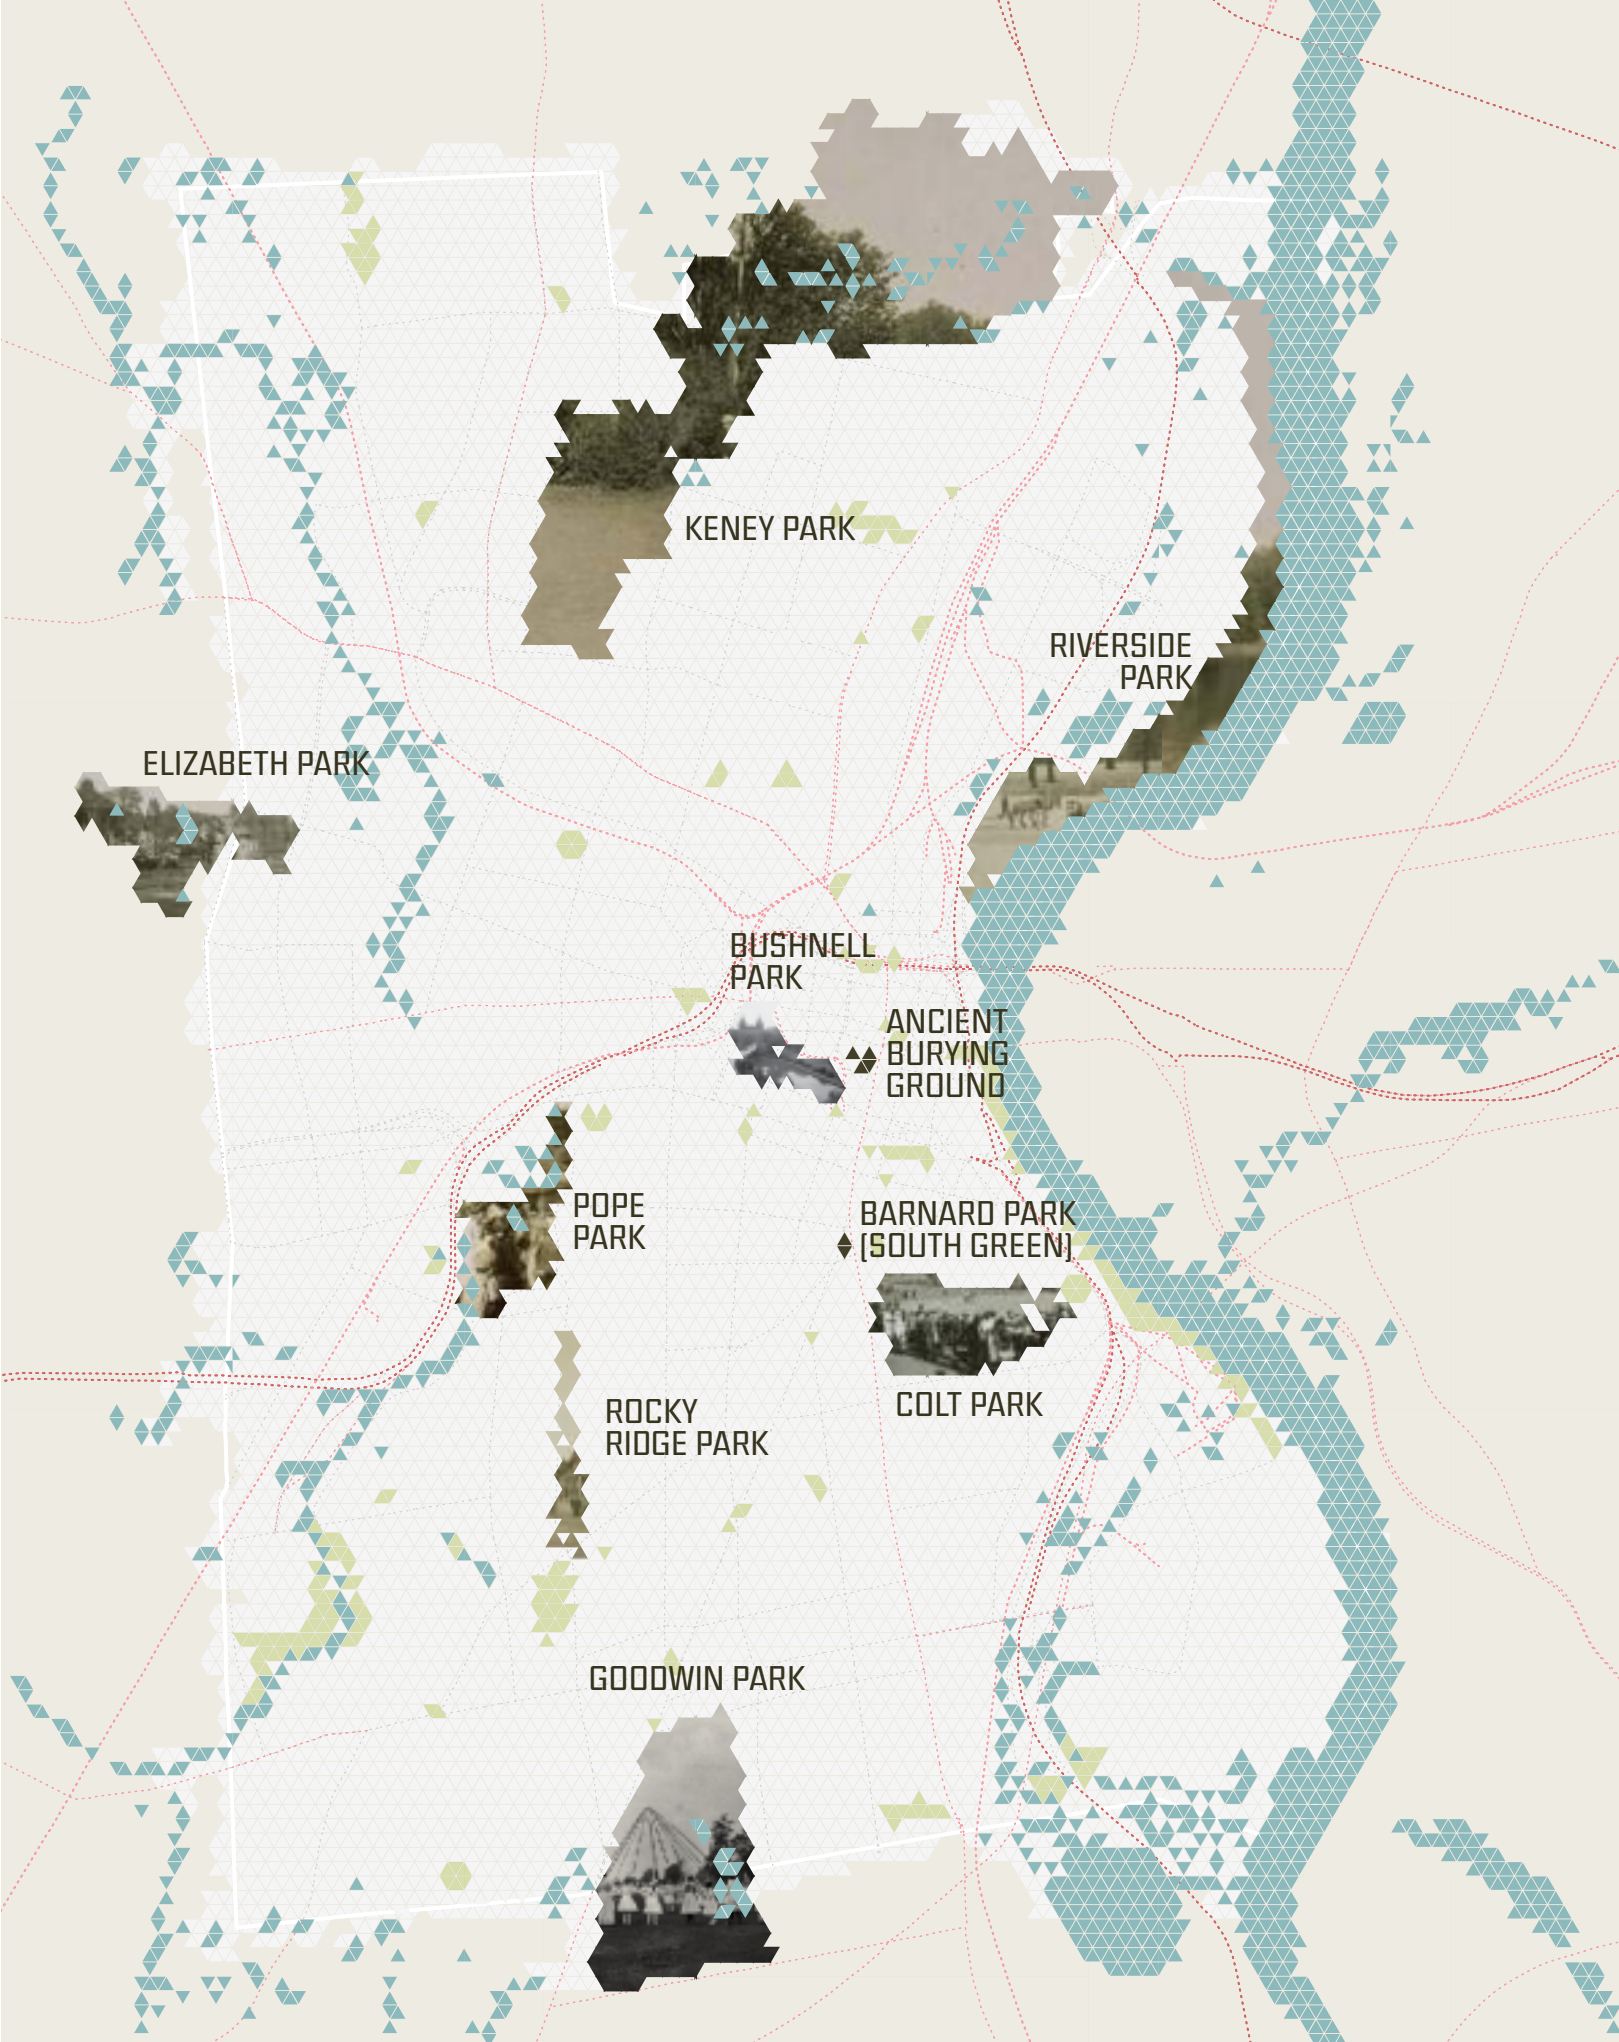 KENEY PARK
RIVERSIDE
PARK
ELIZABETH PARK
BUSHNELL
PARK
ANCIENT
BURYING
GROUND
POPE
PARK
BARNARD PARK
(SOUTH GREEN)
COLT PARK
ROCKY
RIDGE PARK
GOODWIN PARK